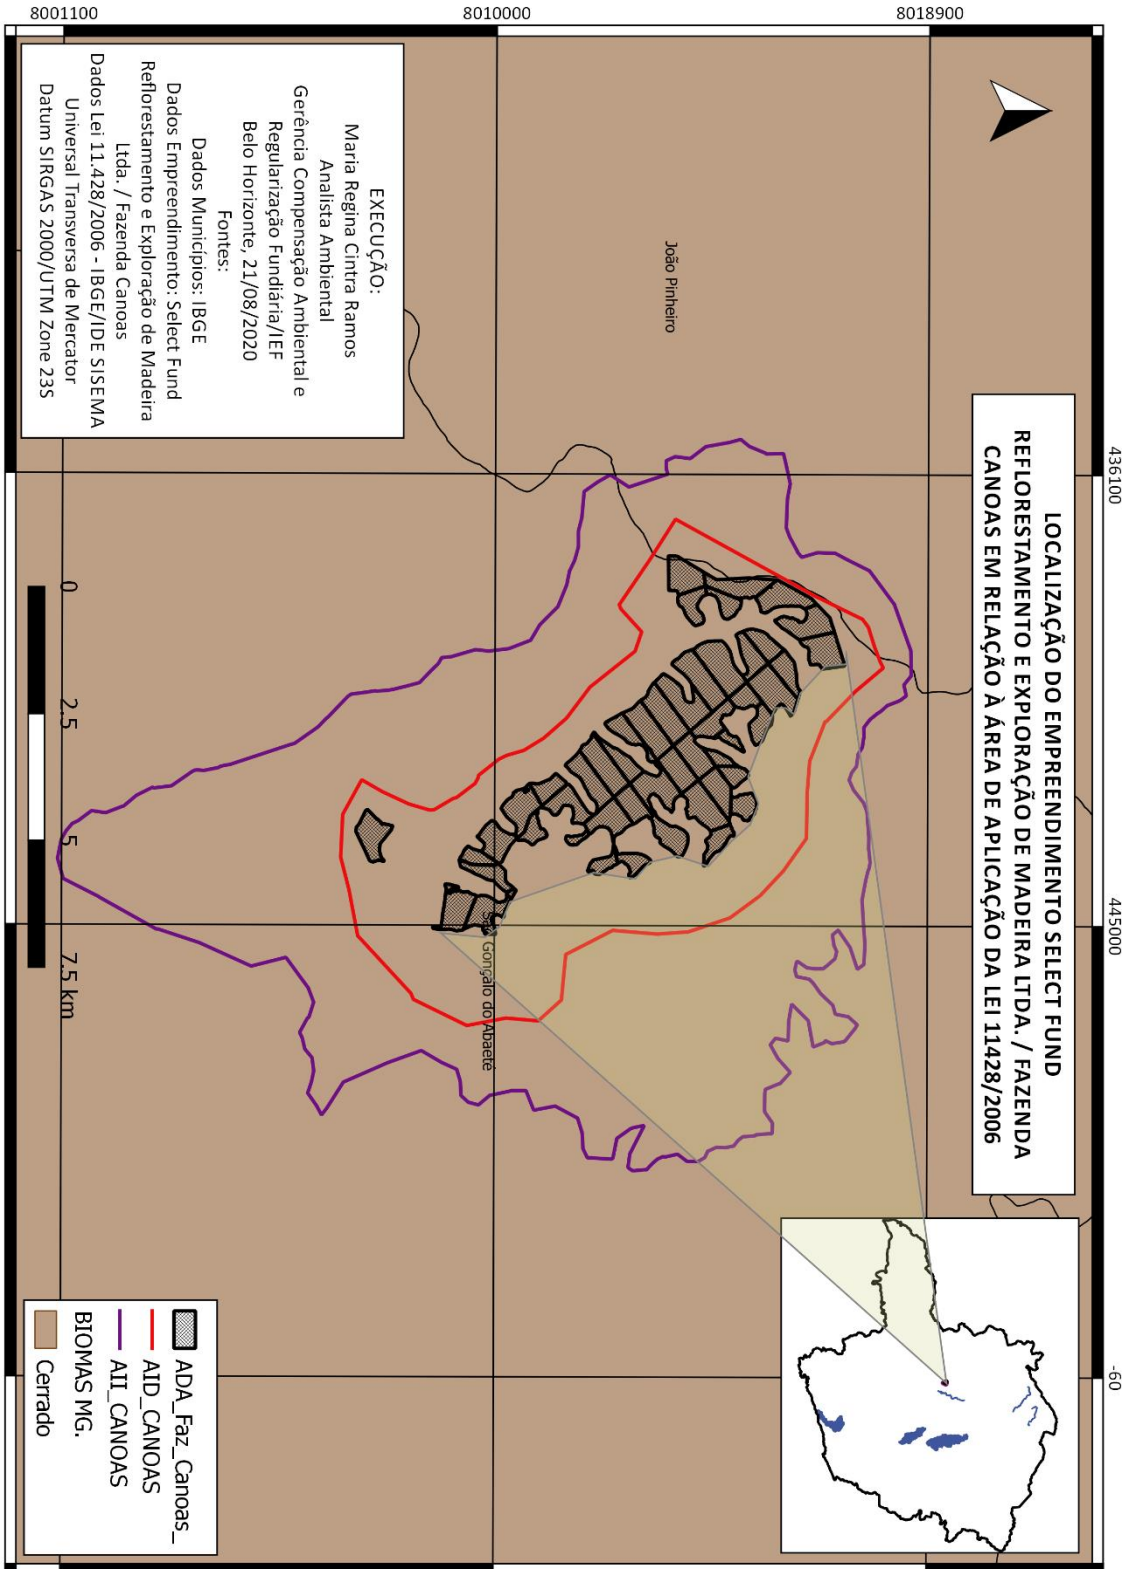 LOCALIZAÇÃO DO EMPREENDIMENTO SELECT FUND
REFLORESTAMENTO E EXPLORAÇÃO DE MADEIRA LTDA. / FAZENDA
CANOAS EM RELAÇÃO À ÁREA DE APLICAÇÃO DA LEI 11428/2006
436100
445000
-60
8018900
8010000
8001100
João Pinheiro
São Gonçalo do Abaeté
EXECUÇÃO:
Maria Regina Cintra Ramos
Analista Ambiental
Gerência Compensação Ambiental e
Regularização Fundiária/IEF
Belo Horizonte, 21/08/2020
Fontes:
Dados Municípios: IBGE
Dados Empreendimento: Select Fund
Reflorestamento e Exploração de Madeira
Ltda. / Fazenda Canoas
Dados Lei 11.428/2006 - IBGE/IDE SISEMA
Universal Transversa de Mercator
Datum SIRGAS 2000/UTM Zone 23S
0 2.5 5 7.5 km
ADA_Faz_Canoas_
AID_CANOAS
AII_CANOAS
BIOMAS MG.
Cerrado